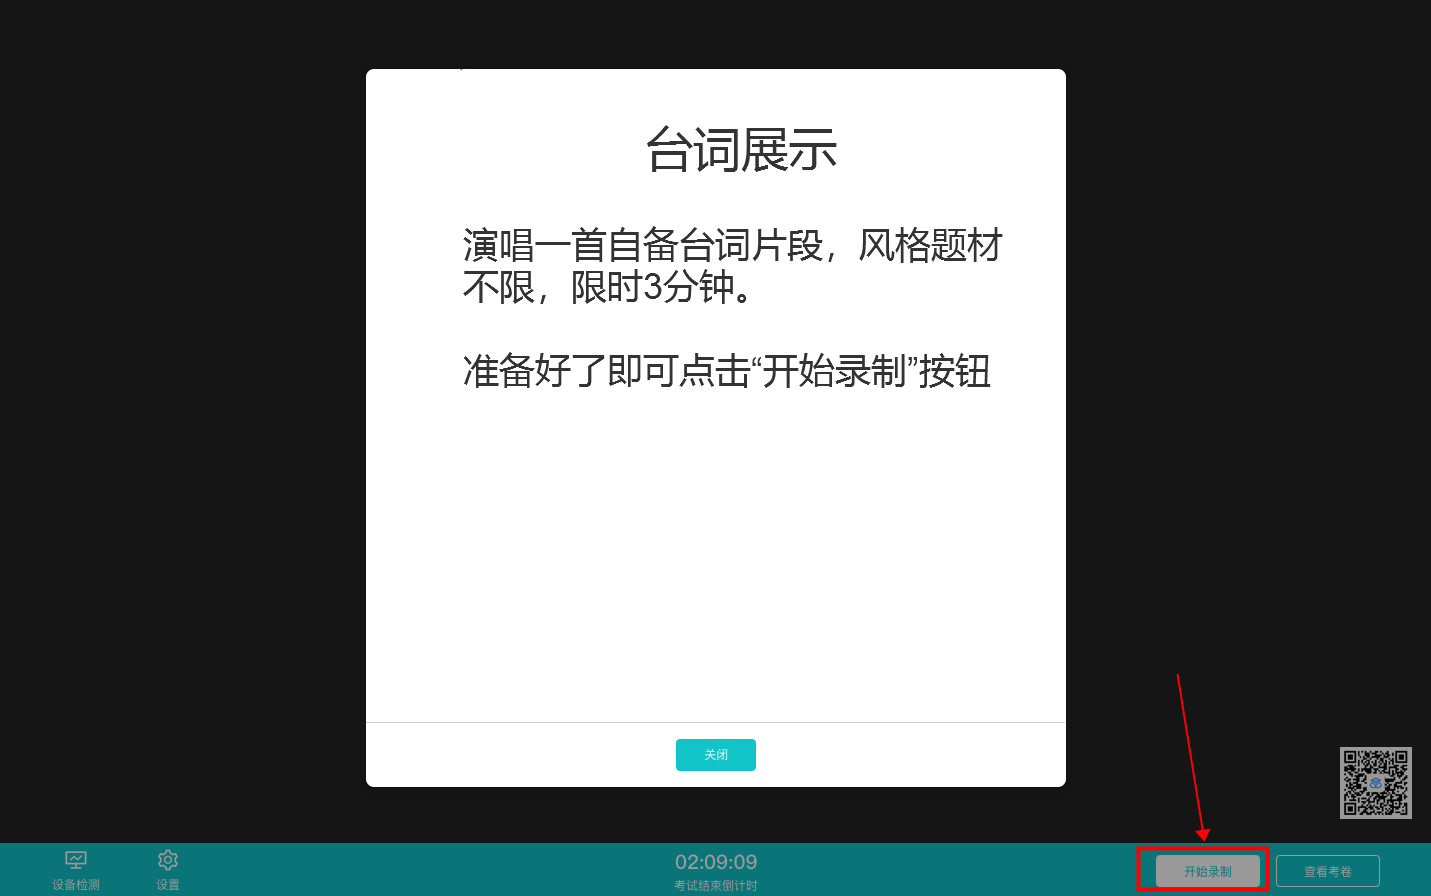 台词展示
演唱一首自备台词片段，风格题材
不限，限时3分钟。
准备好了即可点击“开始录制”按钮
关闭
设备检测
设置
02:09:09
考试结束倒计时
开始录制
查看考卷